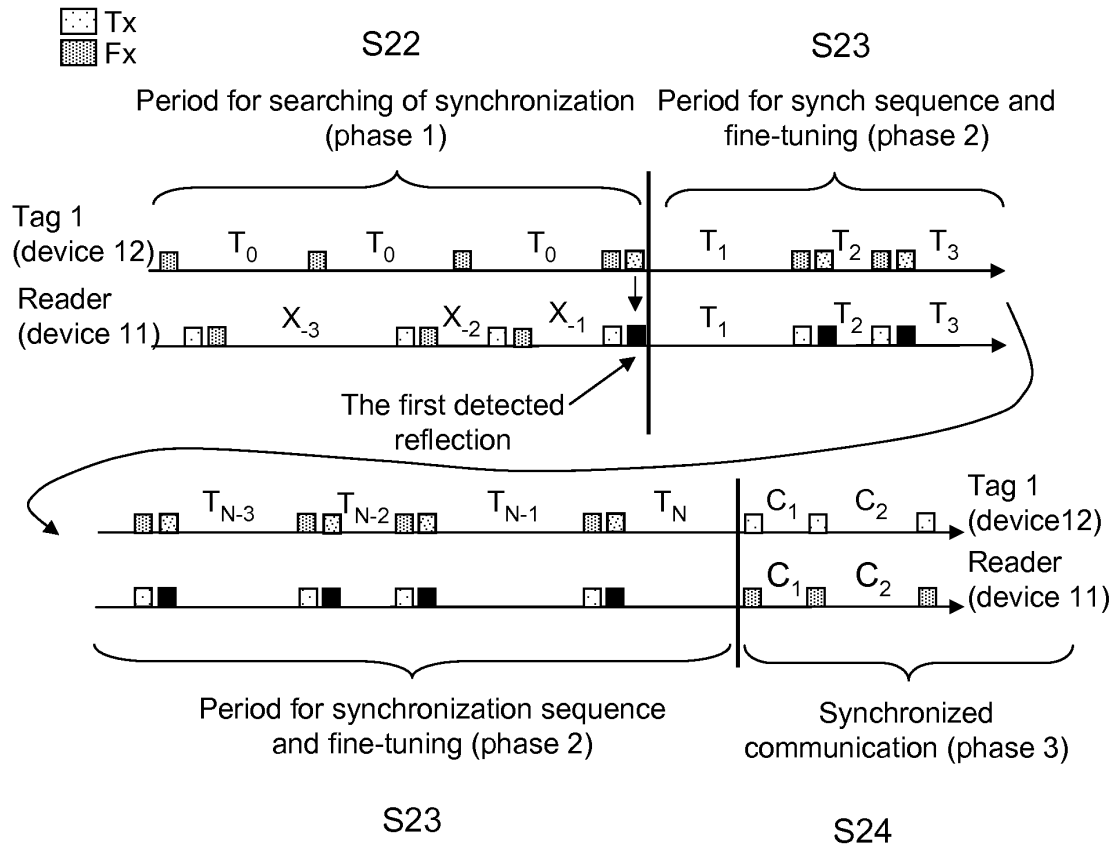 Tx
Fx
S22
S23
Period for searching of synchronization
(phase 1)
Period for synch sequence and
fine-tuning (phase 2)
Tag 1
(device 12)
T0 T0 T0 T1 T2 T3
Reader
(device 11)
X-3 X-2 X-1 T1 T2 T3
The first detected
reflection
TN-3 TN-2 TN-1 TN C1 C2
Tag 1
(device12)
C1 C2
Reader
(device 11)
Period for synchronization sequence
and fine-tuning (phase 2)
Synchronized
communication (phase 3)
S23
S24